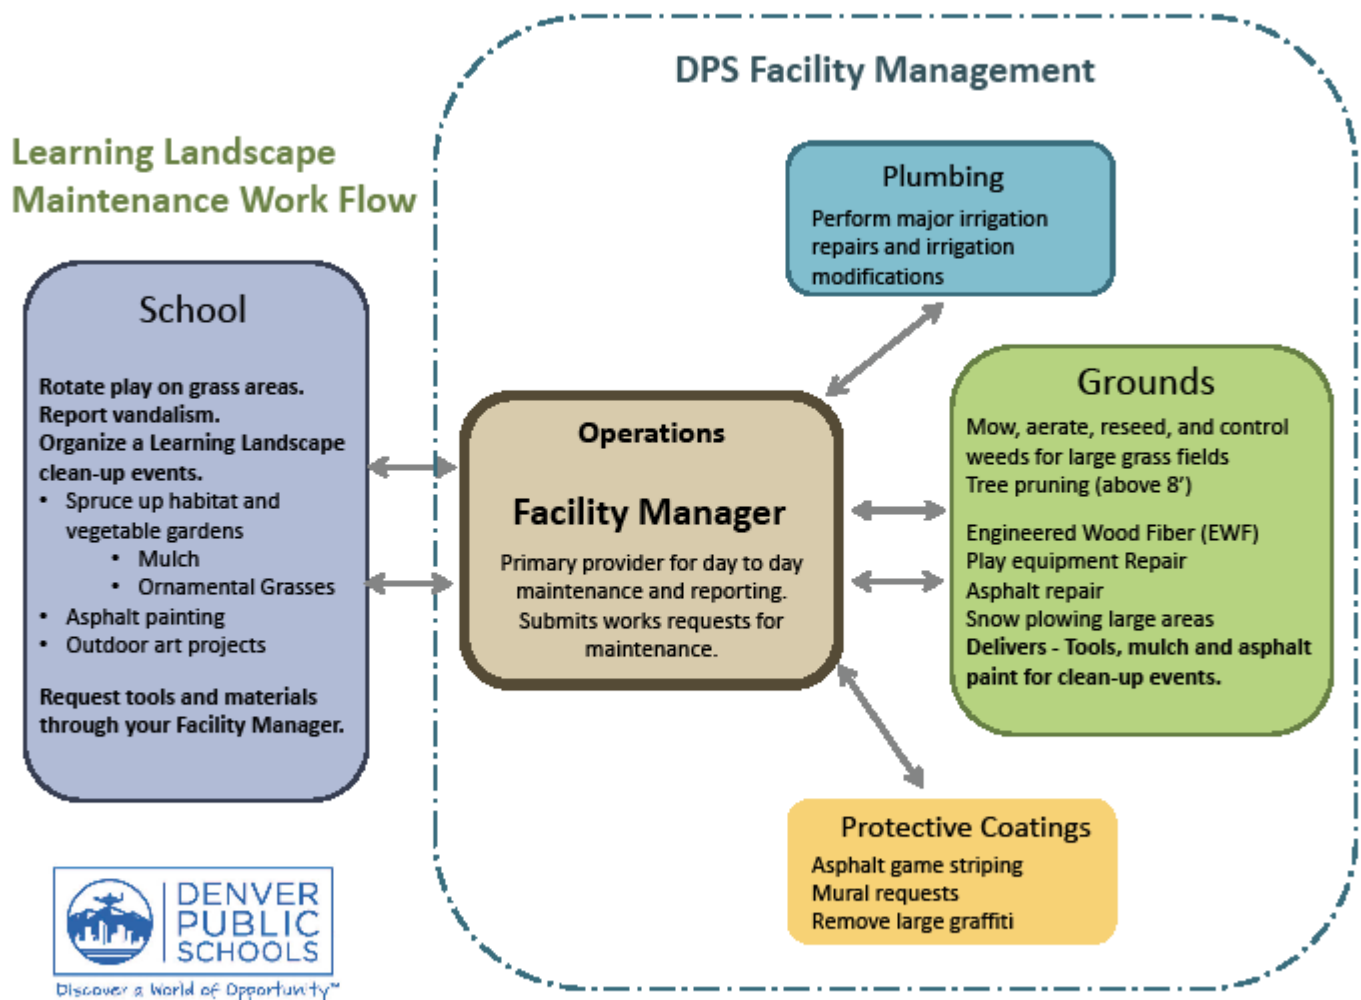 DPS Facility Management
Learning Landscape
Maintenance Work Flow
School
Rotate play on grass areas.
Report vandalism.
Organize a Learning Landscape
clean-up events.
• Spruce up habitat and
vegetable gardens
• Mulch
• Ornamental Grasses
• Asphalt painting
• Outdoor art projects
Request tools and materials
through your Facility Manager.
Operations
Facility Manager
Primary provider for day to day
maintenance and reporting.
Submits works requests for
maintenance.
Plumbing
Perform major irrigation
repairs and irrigation
modifications
Grounds
Mow, aerate, reseed, and control
weeds for large grass fields
Tree pruning (above 8')
Engineered Wood Fiber (EWF)
Play equipment Repair
Asphalt repair
Snow plowing large areas
Delivers - Tools, mulch and asphalt
paint for clean-up events.
Protective Coatings
Asphalt game striping
Mural requests
Remove large graffiti
DENVER
PUBLIC
SCHOOLS
Discover a World of Opportunity™